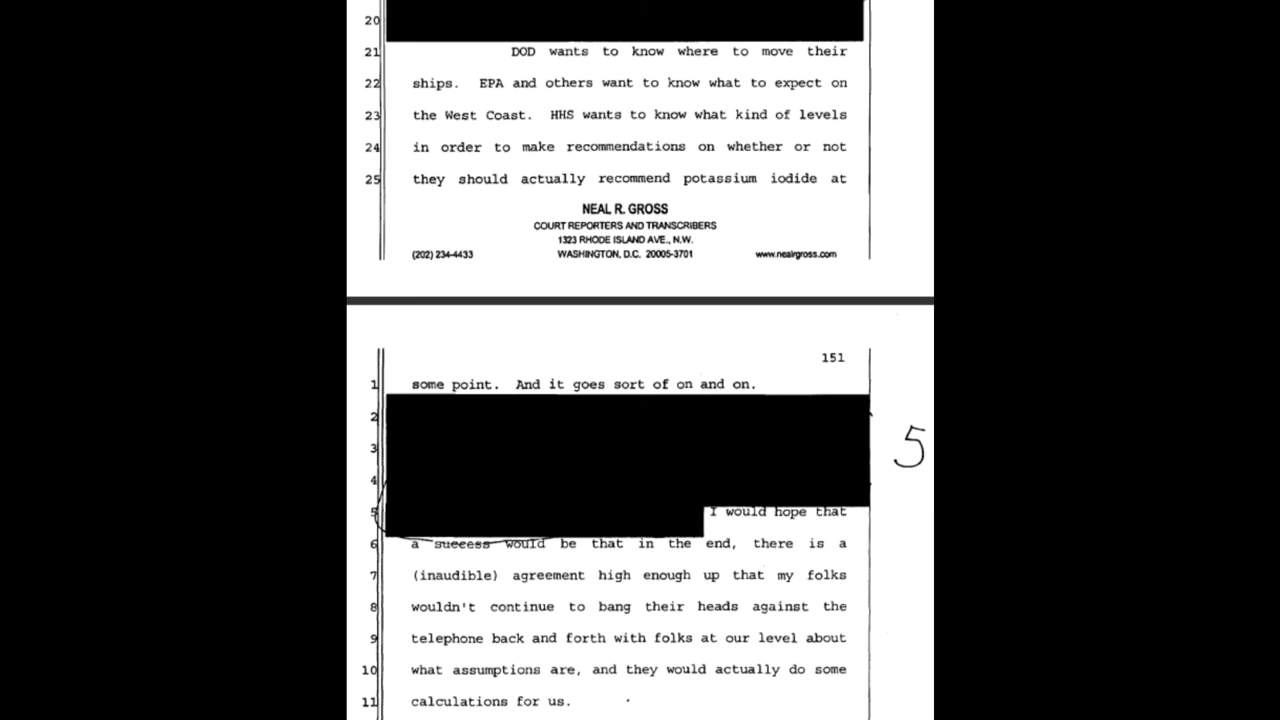 20
21 DOD wants to know where to move their
22 ships. EPA and others want to know what to expect on
23 the West Coast. HHS wants to know what kind of levels
24 in order to make recommendations on whether or not
25 they should actually recommend potassium iodide at
NEAL R. GROSS
COURT REPORTERS AND TRANSCRIBERS
1323 RHODE ISLAND AVE., N.W.
(202) 234-4433 WASHINGTON, D.C. 20005-3701 www.nealrgross.com
151
1 some point. And it goes sort of on and on.
2
3 5
4
5 I would hope that
6 a success would be that in the end, there is a
7 (inaudible) agreement high enough up that my folks
8 wouldn't continue to bang their heads against the
9 telephone back and forth with folks at our level about
10 what assumptions are, and they would actually do some
11 calculations for us.